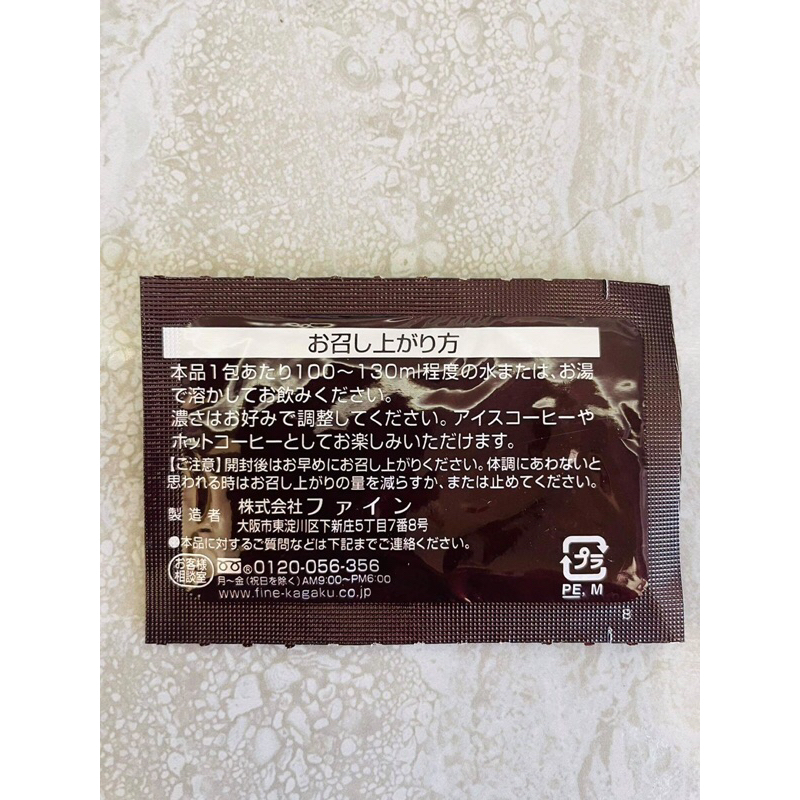 お召し上がり方
本品1包あたり100～130ml程度の水または、お湯
で溶かしてお飲みください。
濃さはお好みで調整してください。アイスコーヒーや
ホットコーヒーとしてお楽しみいただけます。
【ご注意】開封後はお早めにお召し上がりください。体調にあわないと
思われる時はお召し上がりの量を減らすか、または止めてください。
製造者 株式会社ファイン
大阪市東淀川区下新庄5丁目7番8号
●本品に対するご質問などは下記までご連絡ください。
お客様相談室 ®0120-056-356
月～金(祝日を除く)AM9:00～PM6:00
www.fine-kagaku.co.jp
プラ
PE, M
8